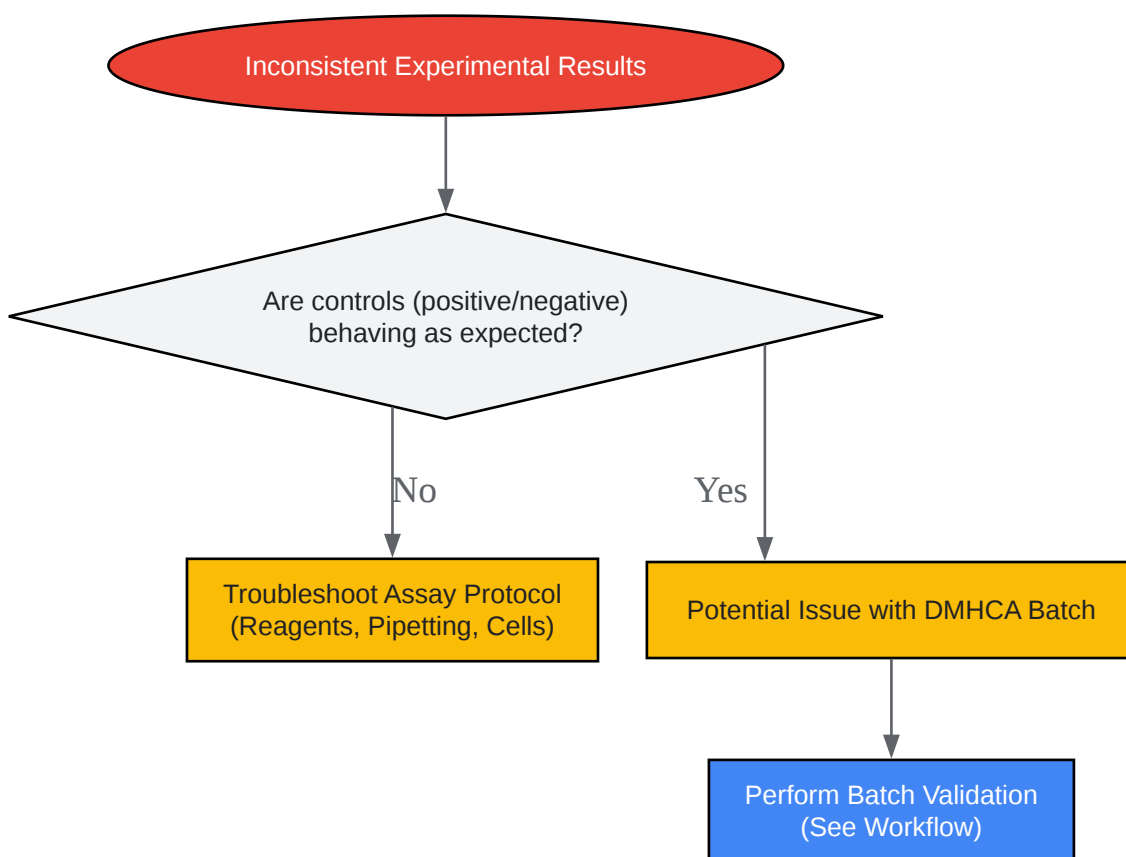 Inconsistent Experimental Results
Are controls (positive/negative)
behaving as expected?
No
Yes
Troubleshoot Assay Protocol
(Reagents, Pipetting, Cells)
Potential Issue with DMHCA Batch
Perform Batch Validation
(See Workflow)